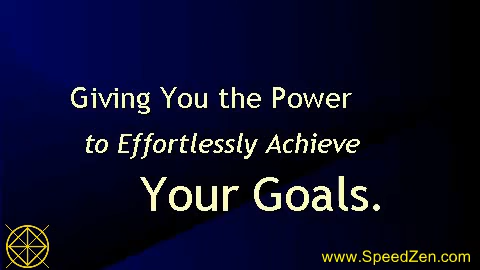 Giving You the Power
to Effortlessly Achieve
Your Goals.
www.SpeedZen.com